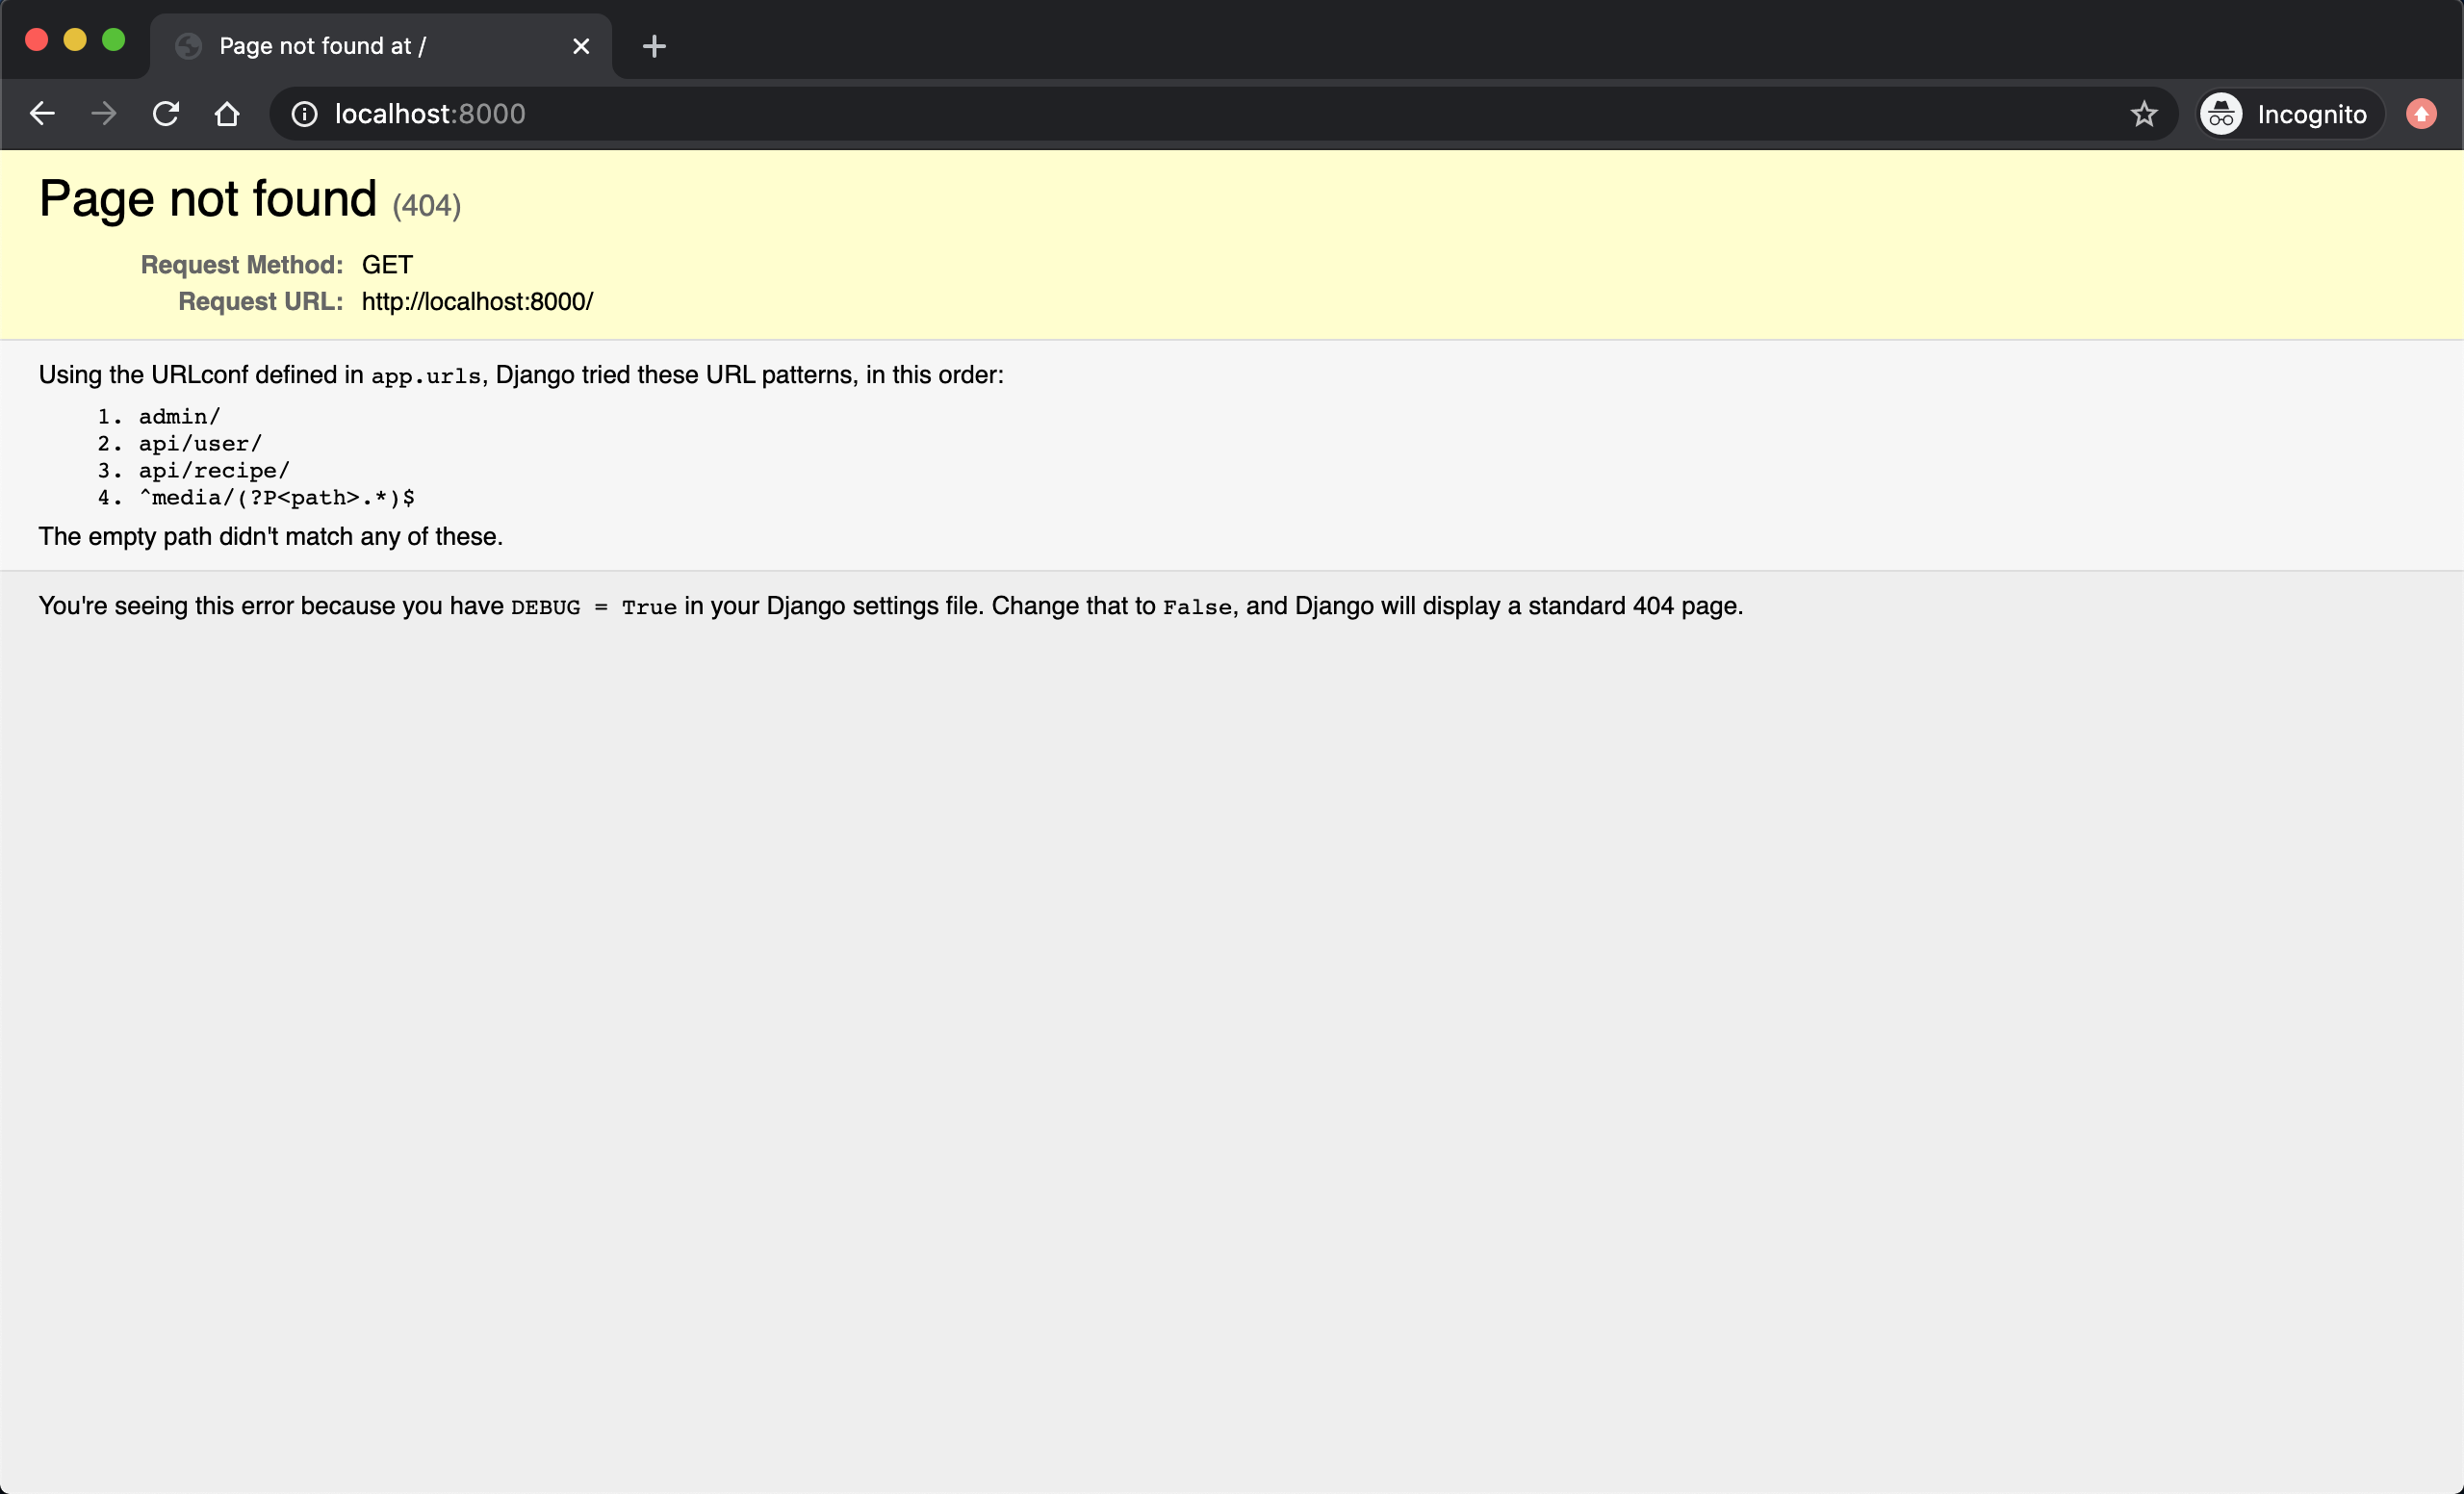 Page not found at /
localhost:8000
Incognito
Page not found (404)
Request Method: GET
Request URL: http://localhost:8000/
Using the URLconf defined in app.urls, Django tried these URL patterns, in this order:
1. admin/
2. api/user/
3. api/recipe/
4. ^media/(?P<path>.*)$
The empty path didn't match any of these.
You're seeing this error because you have DEBUG = True in your Django settings file. Change that to False, and Django will display a standard 404 page.